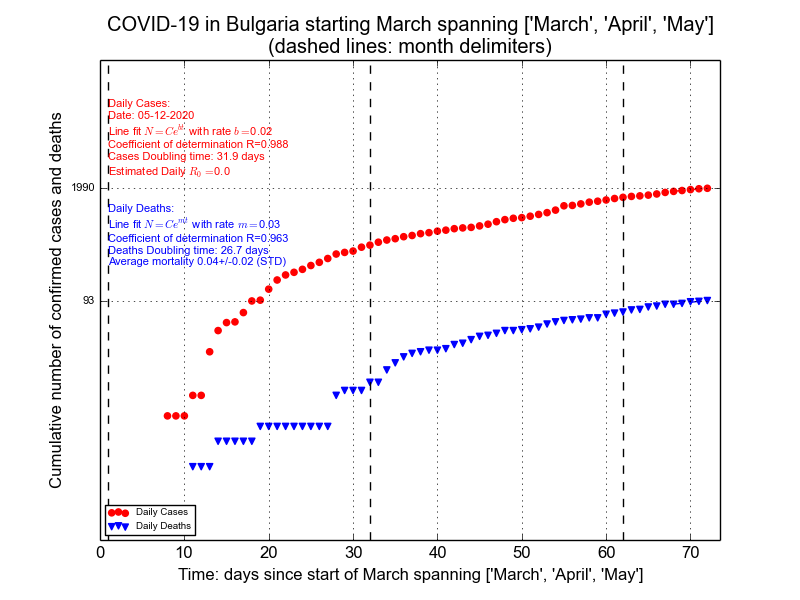 COVID-19 in Bulgaria starting March spanning ['March', 'April', 'May']
(dashed lines: month delimiters)
Daily Cases:
Date: 05-12-2020
Line fit N = Ce^{bt} with rate b =0.02
Coefficient of determination R=0.988
Cases Doubling time: 31.9 days
Estimated Daily R_0 =0.0
Daily Deaths:
Line fit N = Ce^{mt} with rate m =0.03
Coefficient of determination R=0.963
Deaths Doubling time: 26.7 days
Average mortality 0.04+/-0.02 (STD)
Cumulative number of confirmed cases and deaths
1990
93
Daily Cases
Daily Deaths
0 10 20 30 40 50 60 70
Time: days since start of March spanning ['March', 'April', 'May']